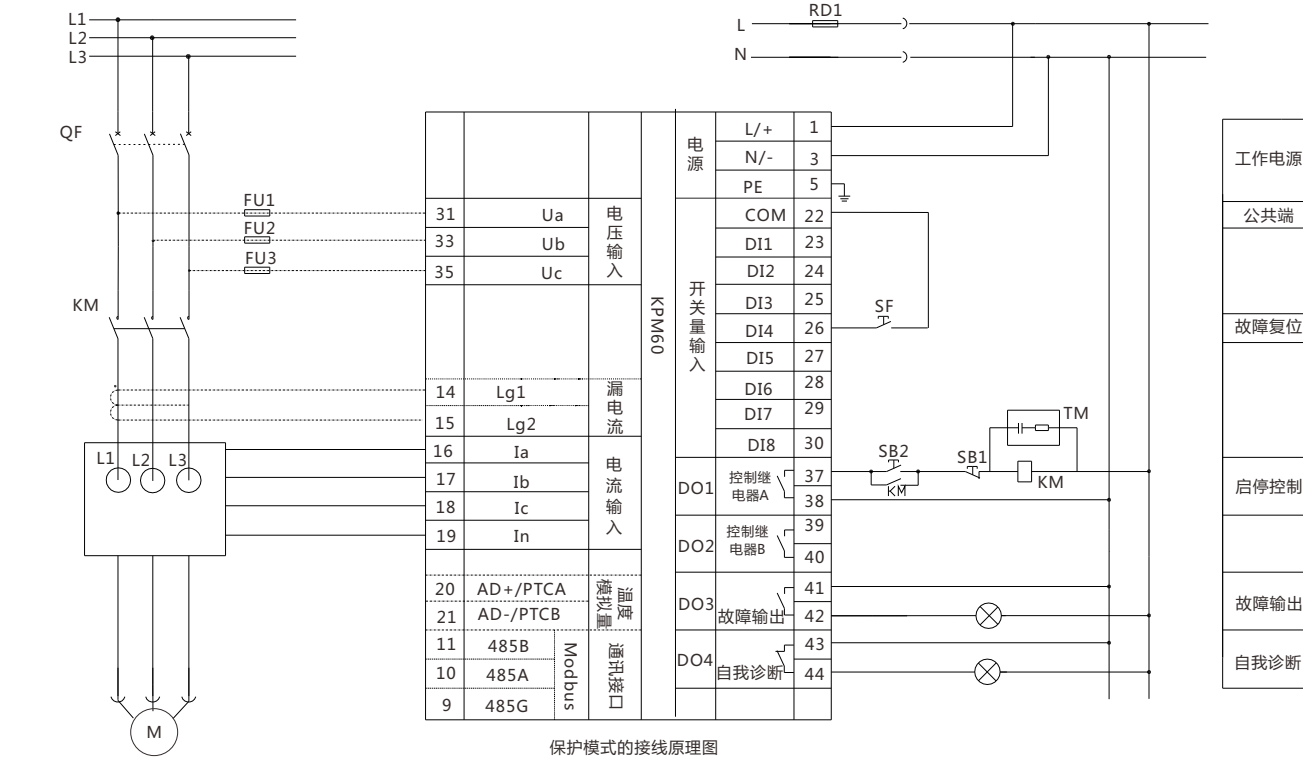 L1
L2
L3
QF
FU1
FU2
FU3
KM
L1 L2 L3
M
31 Ua
33 Ub
35 Uc
电压输入
14 Lg1
15 Lg2
漏电流
16 Ia
17 Ib
18 Ic
19 In
电流输入
20 AD+/PTCA
21 AD-/PTCB
温度
模拟量
11 485B
10 485A
9 485G
Modbus
通讯接口
KPM60
电源
L/+ 1
N/- 3
PE 5
开关量输入
COM 22
DI1 23
DI2 24
DI3 25
DI4 26
DI5 27
DI6 28
DI7 29
DI8 30
DO1 控制继
电器A
37
38
DO2 控制继
电器B
39
40
DO3 故障输出
41
42
DO4 自我诊断
43
44
L
N
RD1
SF
SB2
KM
SB1
TM
KM
工作电源
公共端
故障复位
启停控制
故障输出
自我诊断
保护模式的接线原理图